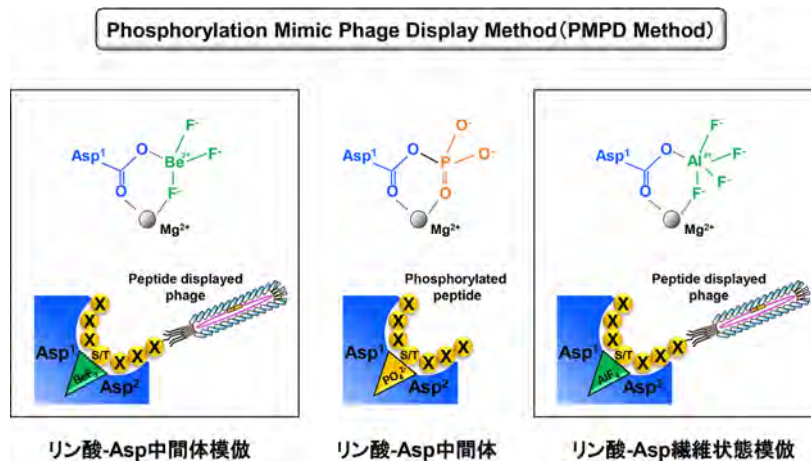 Phosphorylation Mimic Phage Display Method（PMPD Method）
F⁻
F⁻
Be²⁺
O
Asp¹
O
F⁻
Mg²⁺
Peptide displayed
phage
X
X
X
X
S/T
X
X
X
Asp¹
BeF₃⁻
Asp²
リン酸-Asp中間体模倣
O⁻
O⁻
O
P
Asp¹
O
O
Mg²⁺
Phosphorylated
peptide
X
X
X
X
S/T
X
X
X
Asp¹
PO₄²⁻
Asp²
リン酸-Asp中間体
F⁻
F⁻
F⁻
F⁻
O
Al
Asp¹
O
Mg²⁺
Peptide displayed
phage
X
X
X
X
S/T
X
X
X
Asp¹
Asp²
リン酸-Asp繊維状態模倣